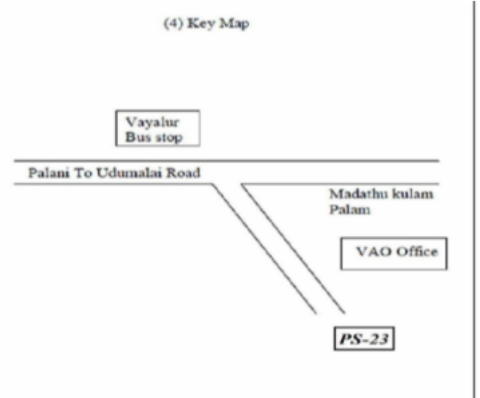 (4) Key Map
Vayalur
Bus stop
Palani To Udumalai Road
Madathu kulam
Palam
VAO Office
PS-23